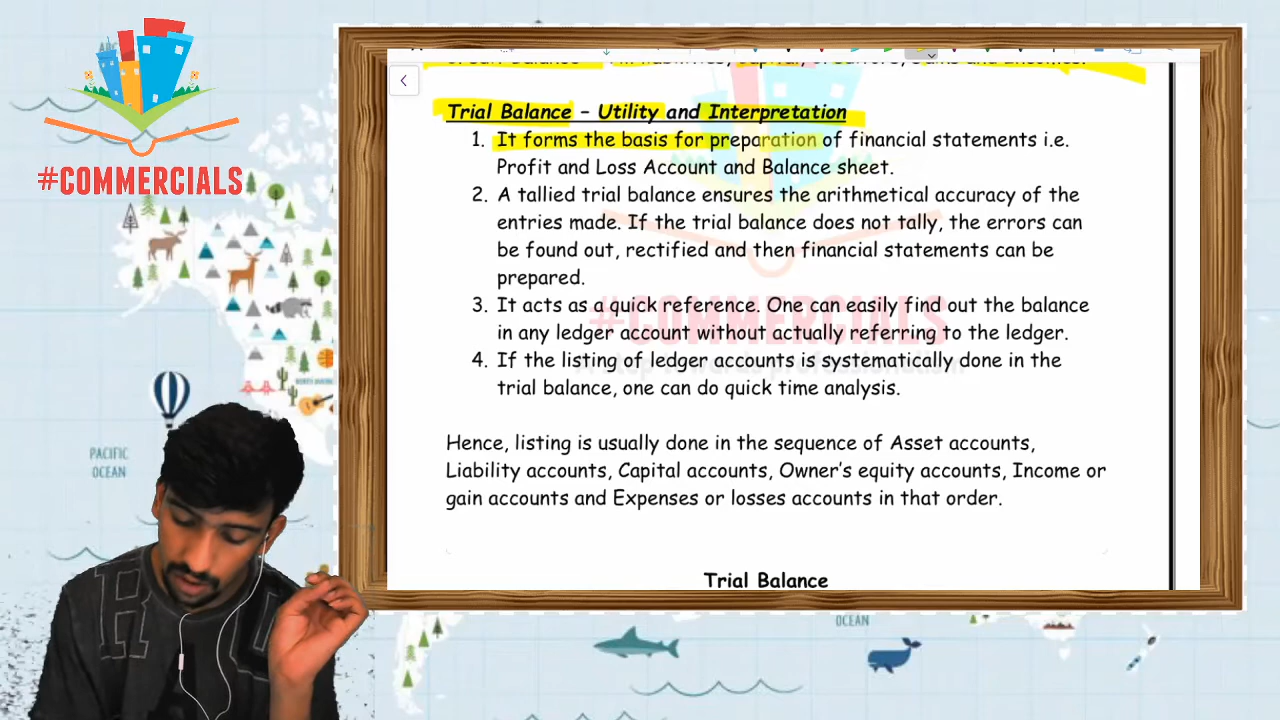 #COMMERCIALS
Trial Balance – Utility and Interpretation
1. It forms the basis for preparation of financial statements i.e.
Profit and Loss Account and Balance sheet.
2. A tallied trial balance ensures the arithmetical accuracy of the
entries made. If the trial balance does not tally, the errors can
be found out, rectified and then financial statements can be
prepared.
3. It acts as a quick reference. One can easily find out the balance
in any ledger account without actually referring to the ledger.
4. If the listing of ledger accounts is systematically done in the
trial balance, one can do quick time analysis.
Hence, listing is usually done in the sequence of Asset accounts,
Liability accounts, Capital accounts, Owner's equity accounts, Income or
gain accounts and Expenses or losses accounts in that order.
Trial Balance
#COMMERCIALS
PACIFIC
OCEAN
OCEAN